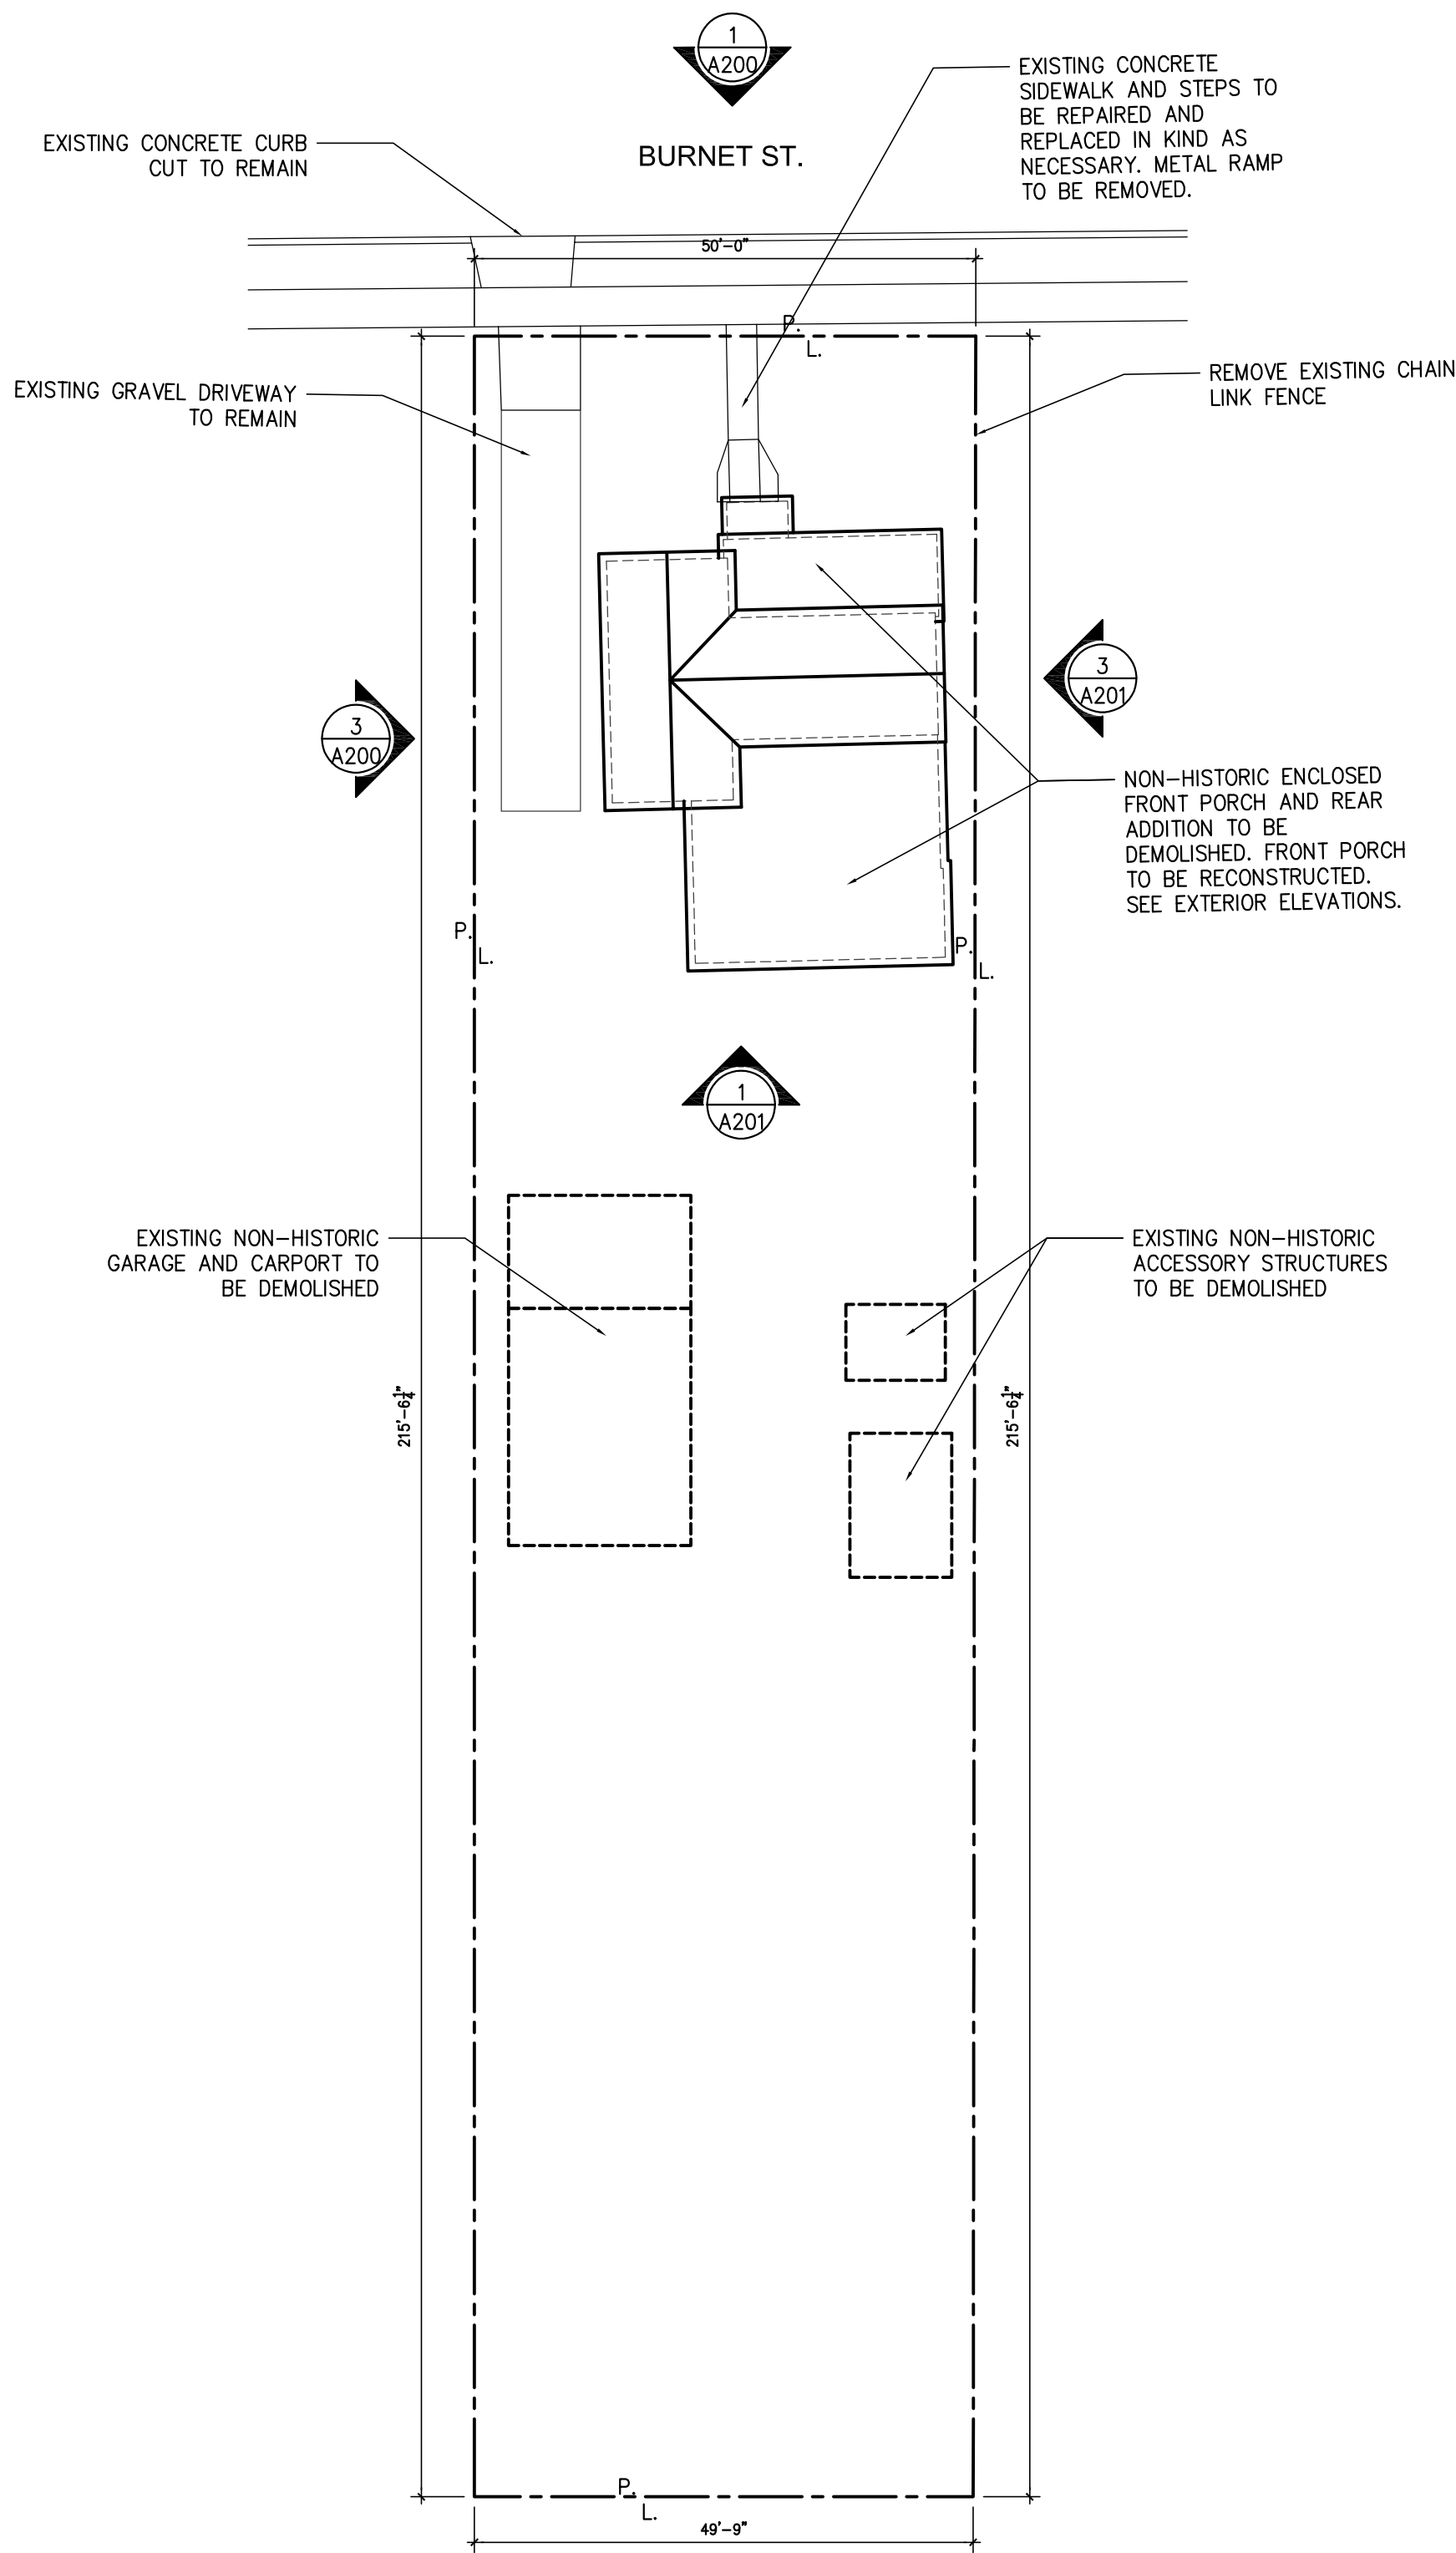 1
A200
EXISTING CONCRETE
SIDEWALK AND STEPS TO
BE REPAIRED AND
REPLACED IN KIND AS
NECESSARY. METAL RAMP
TO BE REMOVED.
EXISTING CONCRETE CURB
CUT TO REMAIN
BURNET ST.
50'-0"
P.
L.
EXISTING GRAVEL DRIVEWAY
TO REMAIN
REMOVE EXISTING CHAIN
LINK FENCE
3
A200
3
A201
NON-HISTORIC ENCLOSED
FRONT PORCH AND REAR
ADDITION TO BE
DEMOLISHED. FRONT PORCH
TO BE RECONSTRUCTED.
SEE EXTERIOR ELEVATIONS.
P.
L.
P.
L.
1
A201
EXISTING NON-HISTORIC
GARAGE AND CARPORT TO
BE DEMOLISHED
EXISTING NON-HISTORIC
ACCESSORY STRUCTURES
TO BE DEMOLISHED
215'-6 1/4"
215'-6 1/4"
P.
L.
49'-9"